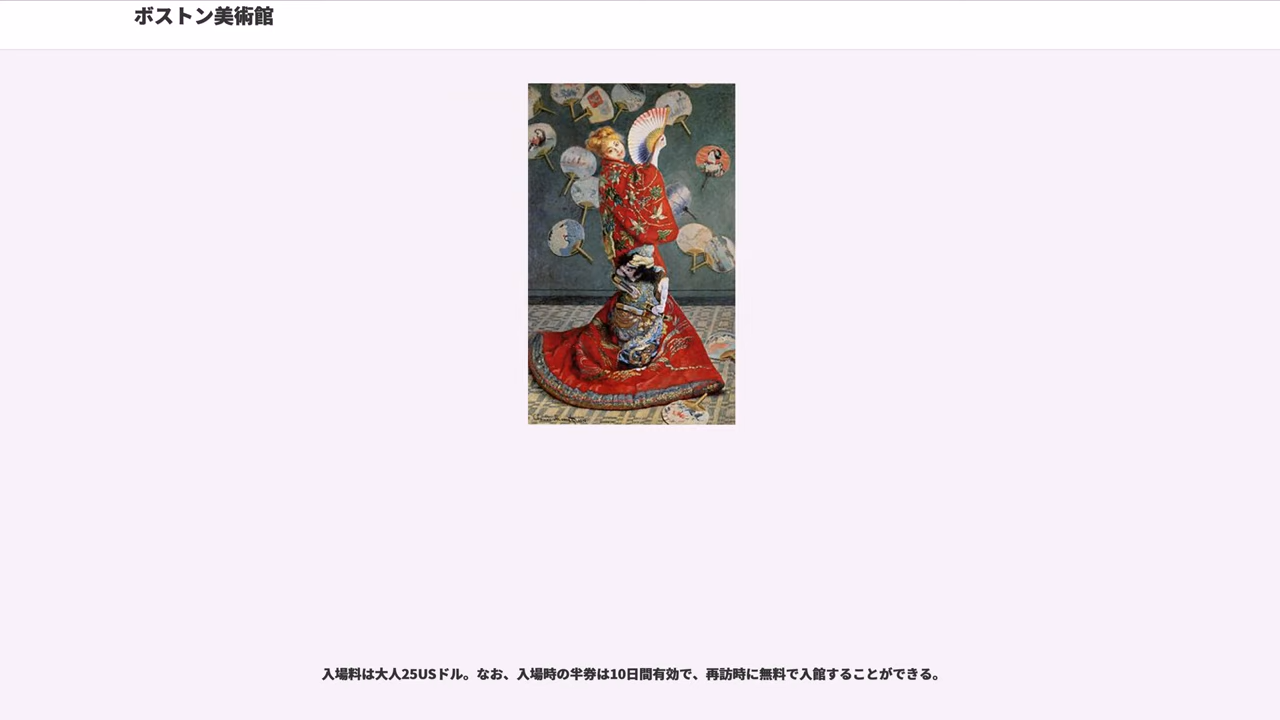 ボストン美術館
入場料は大人25USドル。なお、入場時の半券は10日間有効で、再訪時に無料で入館することができる。